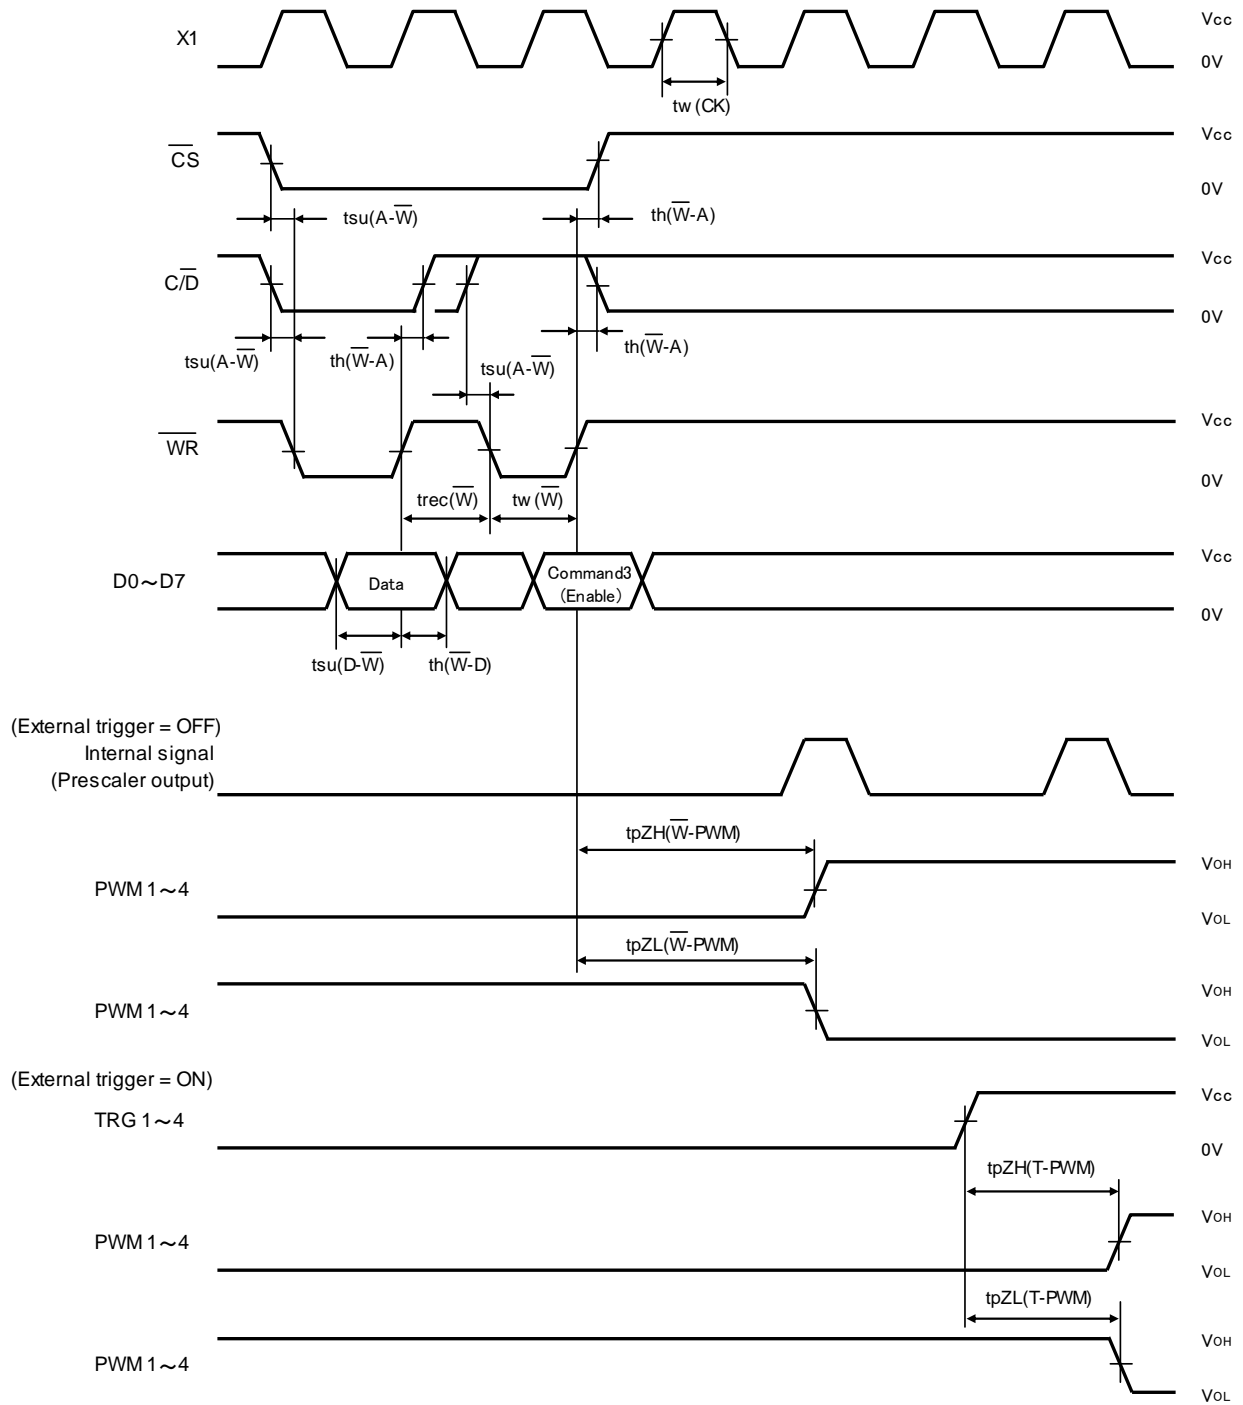 X1
Vcc
0V
tw (CK)
C̅S̅
Vcc
0V
tsu(A-W̅)
th(W̅-A)
C/D̅
Vcc
0V
tsu(A-W̅)
th(W̅-A)
tsu(A-W̅)
th(W̅-A)
W̅R̅
Vcc
0V
trec(W̅)
tw (W̅)
D0～D7
Data
Command3
（Enable）
Vcc
0V
tsu(D-W̅)
th(W̅-D)
(External trigger = OFF)
Internal signal
(Prescaler output)
tpZH(W̅-PWM)
PWM 1～4
VOH
VOL
tpZL(W̅-PWM)
PWM 1～4
VOH
VOL
(External trigger = ON)
TRG 1～4
Vcc
0V
tpZH(T-PWM)
PWM 1～4
VOH
VOL
tpZL(T-PWM)
PWM 1～4
VOH
VOL